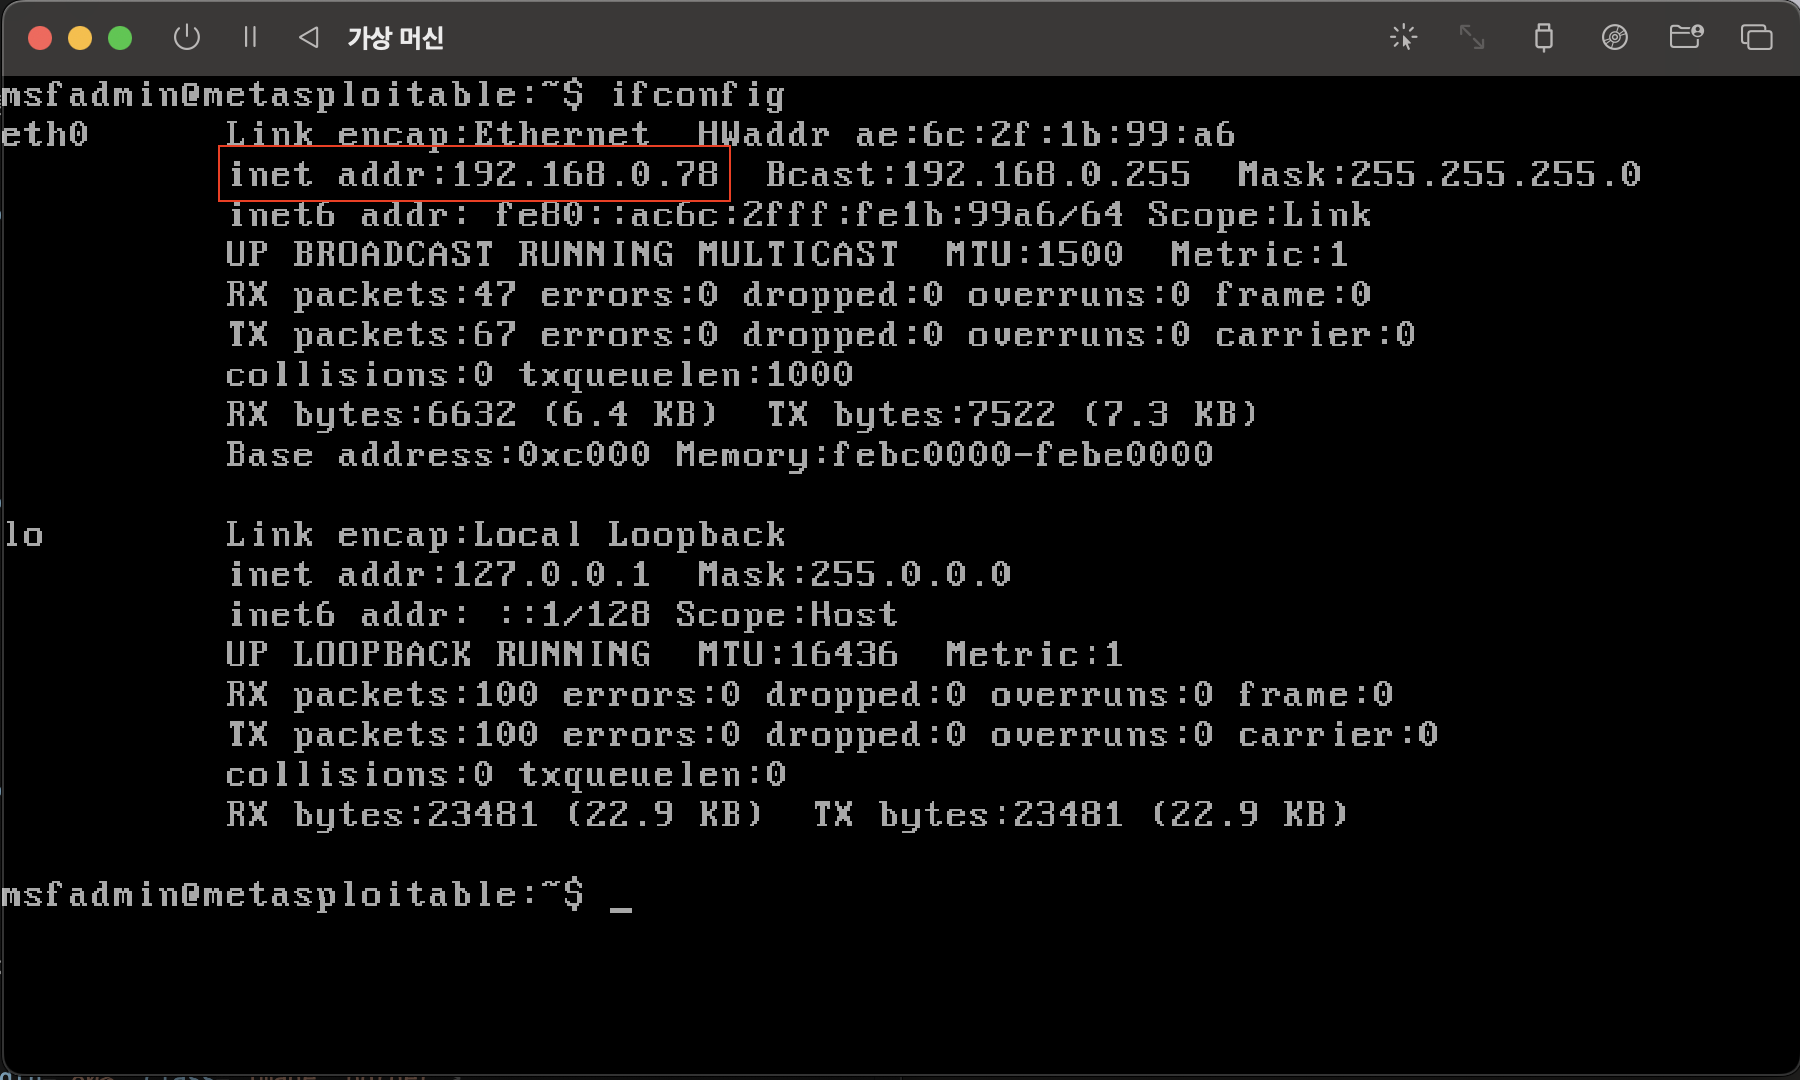 가상 머신
msfadmin@metasploitable:~$ ifconfig
eth0 Link encap:Ethernet HWaddr ae:6c:2f:1b:99:a6
inet addr:192.168.0.78 Bcast:192.168.0.255 Mask:255.255.255.0
inet6 addr: fe80::ac6c:2fff:fe1b:99a6/64 Scope:Link
UP BROADCAST RUNNING MULTICAST MTU:1500 Metric:1
RX packets:47 errors:0 dropped:0 overruns:0 frame:0
TX packets:67 errors:0 dropped:0 overruns:0 carrier:0
collisions:0 txqueuelen:1000
RX bytes:6632 (6.4 KB) TX bytes:7522 (7.3 KB)
Base address:0xc000 Memory:febc0000-febe0000
lo Link encap:Local Loopback
inet addr:127.0.0.1 Mask:255.0.0.0
inet6 addr: ::1/128 Scope:Host
UP LOOPBACK RUNNING MTU:16436 Metric:1
RX packets:100 errors:0 dropped:0 overruns:0 frame:0
TX packets:100 errors:0 dropped:0 overruns:0 carrier:0
collisions:0 txqueuelen:0
RX bytes:23481 (22.9 KB) TX bytes:23481 (22.9 KB)
msfadmin@metasploitable:~$ _